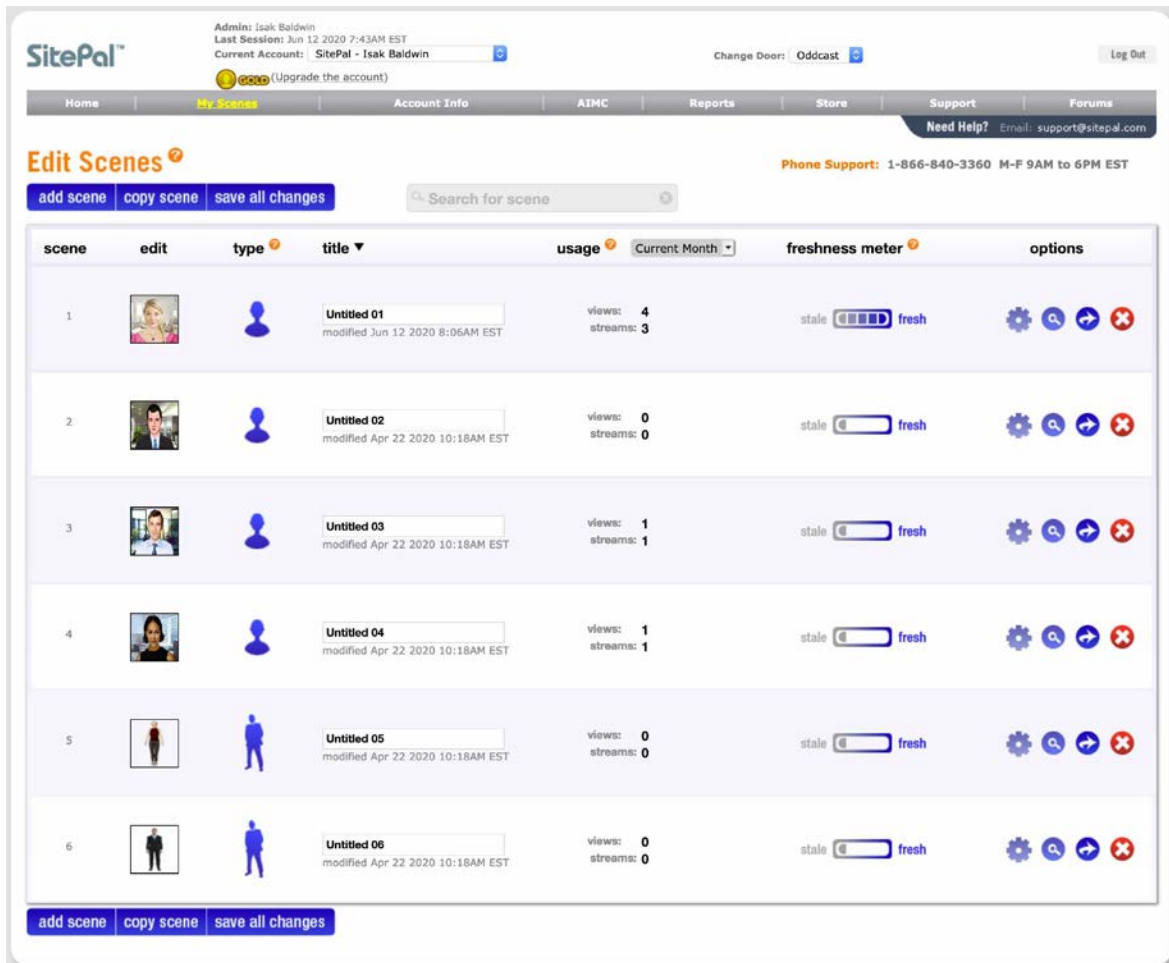 SitePal™
Admin: Isak Baldwin
Last Session: Jun 12 2020 7:43AM EST
Current Account: SitePal - Isak Baldwin
GOLD (Upgrade the account)
Change Door: Oddcast
Log Out
Home My Scenes Account Info AIMC Reports Store Support Forums
Need Help? Email: support@sitepal.com
Edit Scenes ?
Phone Support: 1-866-840-3360 M-F 9AM to 6PM EST
add scene copy scene save all changes
Search for scene
scene edit type ? title ▼ usage ? Current Month freshness meter ? options
1
Untitled 01
modified Jun 12 2020 8:06AM EST
views: 4
streams: 3
stale fresh
2
Untitled 02
modified Apr 22 2020 10:18AM EST
views: 0
streams: 0
stale fresh
3
Untitled 03
modified Apr 22 2020 10:18AM EST
views: 1
streams: 1
stale fresh
4
Untitled 04
modified Apr 22 2020 10:18AM EST
views: 1
streams: 1
stale fresh
5
Untitled 05
modified Apr 22 2020 10:18AM EST
views: 0
streams: 0
stale fresh
6
Untitled 06
modified Apr 22 2020 10:18AM EST
views: 0
streams: 0
stale fresh
add scene copy scene save all changes